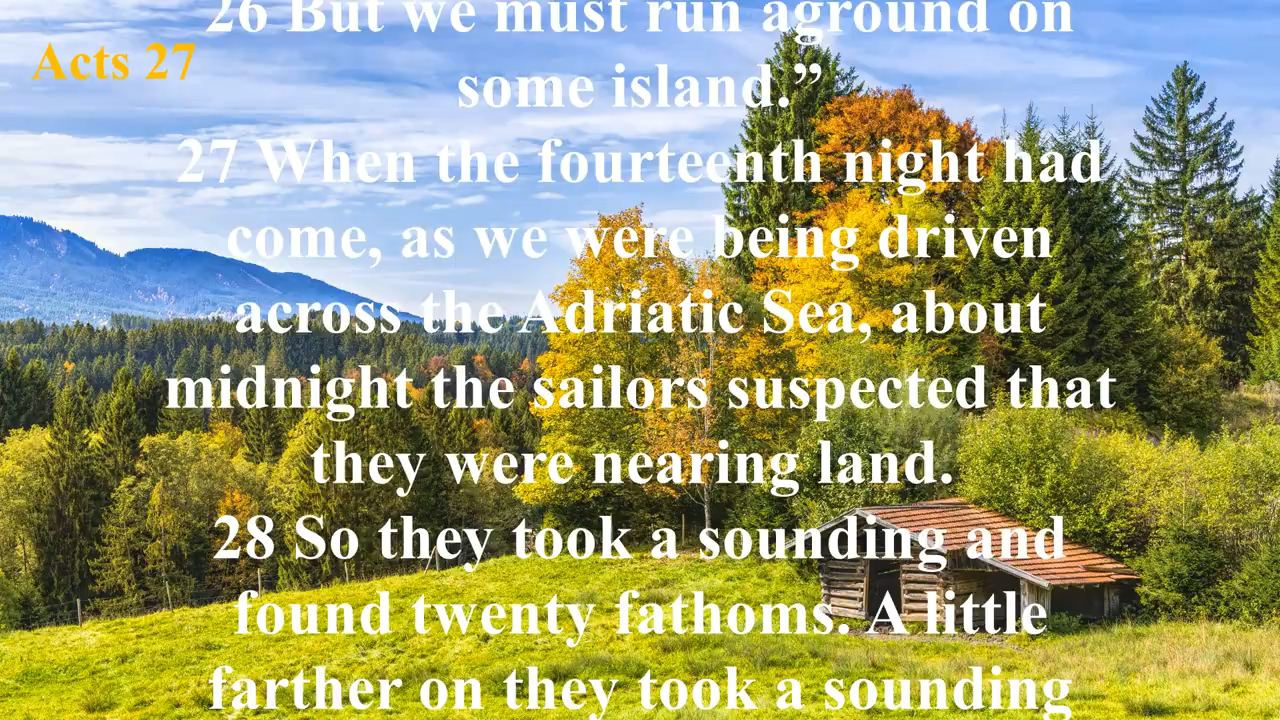 26 But we must run aground on
Acts 27
some island.”
27 When the fourteenth night had
come, as we were being driven
across the Adriatic Sea, about
midnight the sailors suspected that
they were nearing land.
28 So they took a sounding and
found twenty fathoms. A little
farther on they took a sounding